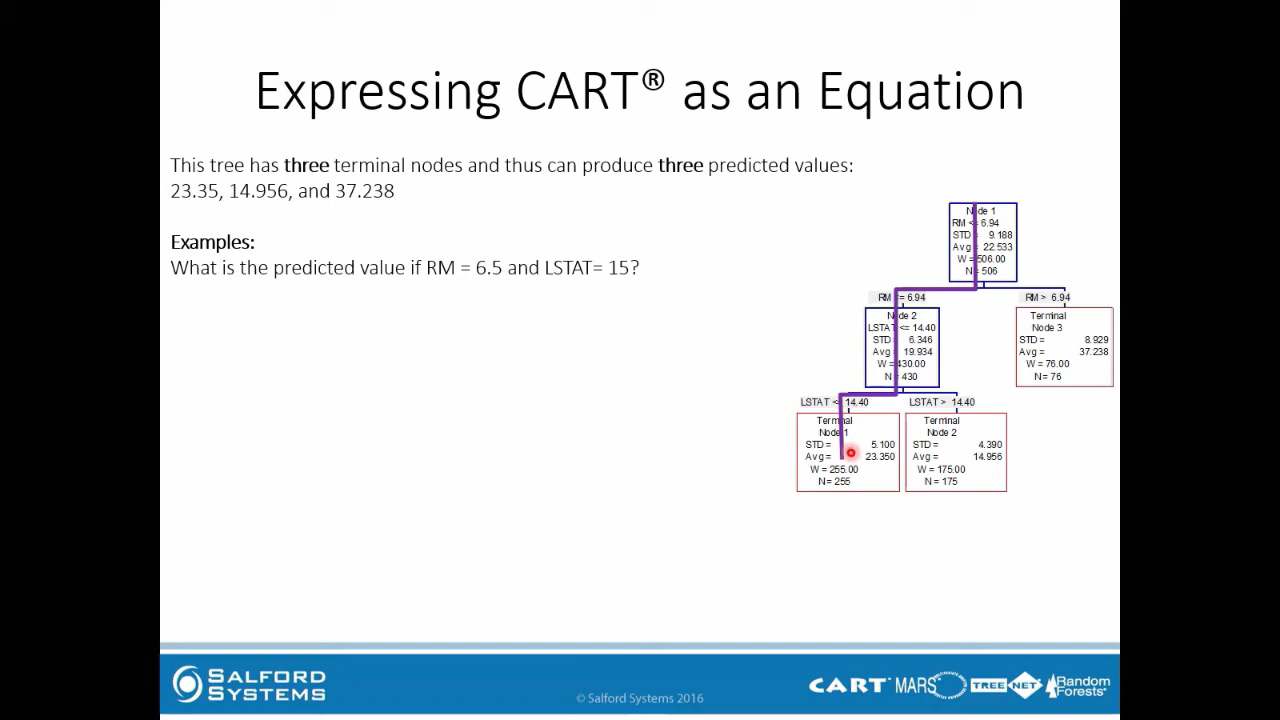 Expressing CART® as an Equation
This tree has three terminal nodes and thus can produce three predicted values:
23.35, 14.956, and 37.238
Examples:
What is the predicted value if RM = 6.5 and LSTAT= 15?
Node 1
RM <= 6.94
STD = 9.188
Avg = 22.533
W = 506.00
N = 506
RM <= 6.94
RM > 6.94
Node 2
LSTAT <= 14.40
STD = 6.346
Avg = 19.934
W = 430.00
N = 430
Terminal
Node 3
STD = 8.929
Avg = 37.238
W = 76.00
N = 76
LSTAT <= 14.40
LSTAT > 14.40
Terminal
Node 1
STD = 5.100
Avg = 23.350
W = 255.00
N = 255
Terminal
Node 2
STD = 4.390
Avg = 14.956
W = 175.00
N = 175
SALFORD
SYSTEMS
© Salford Systems 2016
CART®
MARS
TREE NET
Random
Forests®